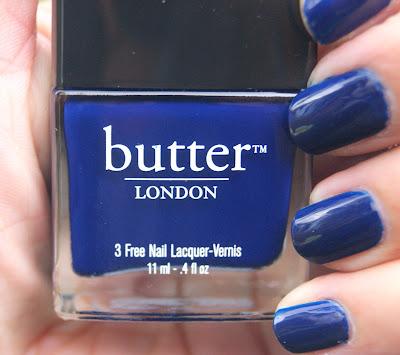 butter™
LONDON
3 Free Nail Lacquer-Vernis
11 ml - .4 fl oz